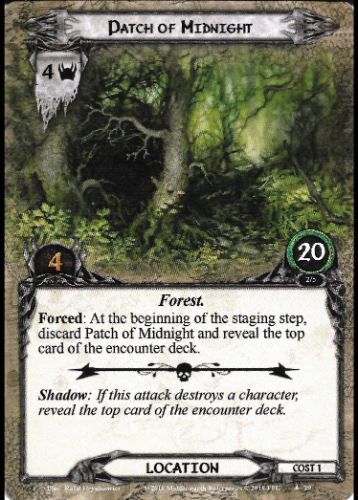 PATCH OF MIDNIGHT
4
20
2/5
4
Forest.
Forced: At the beginning of the staging step,
discard Patch of Midnight and reveal the top
card of the encounter deck.
Shadow: If this attack destroys a character,
reveal the top card of the encounter deck.
LOCATION
COST 1